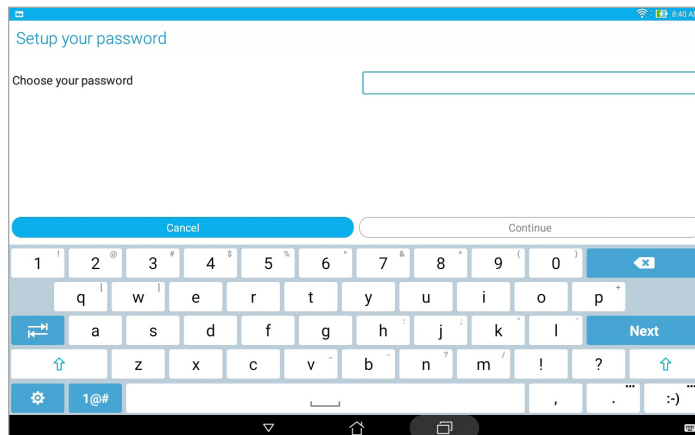 8:40 AM
Setup your password
Choose your password
Cancel
Continue
1 ! 2 @ 3 # 4 $ 5 % 6 ^ 7 & 8 * 9 ( 0 )
q [ w ] e r t y u i o p +
a s d f g h : j ; k " l ' Next
z x c v _ b - n ? m / ! ?
1@# , . ... :-) ...